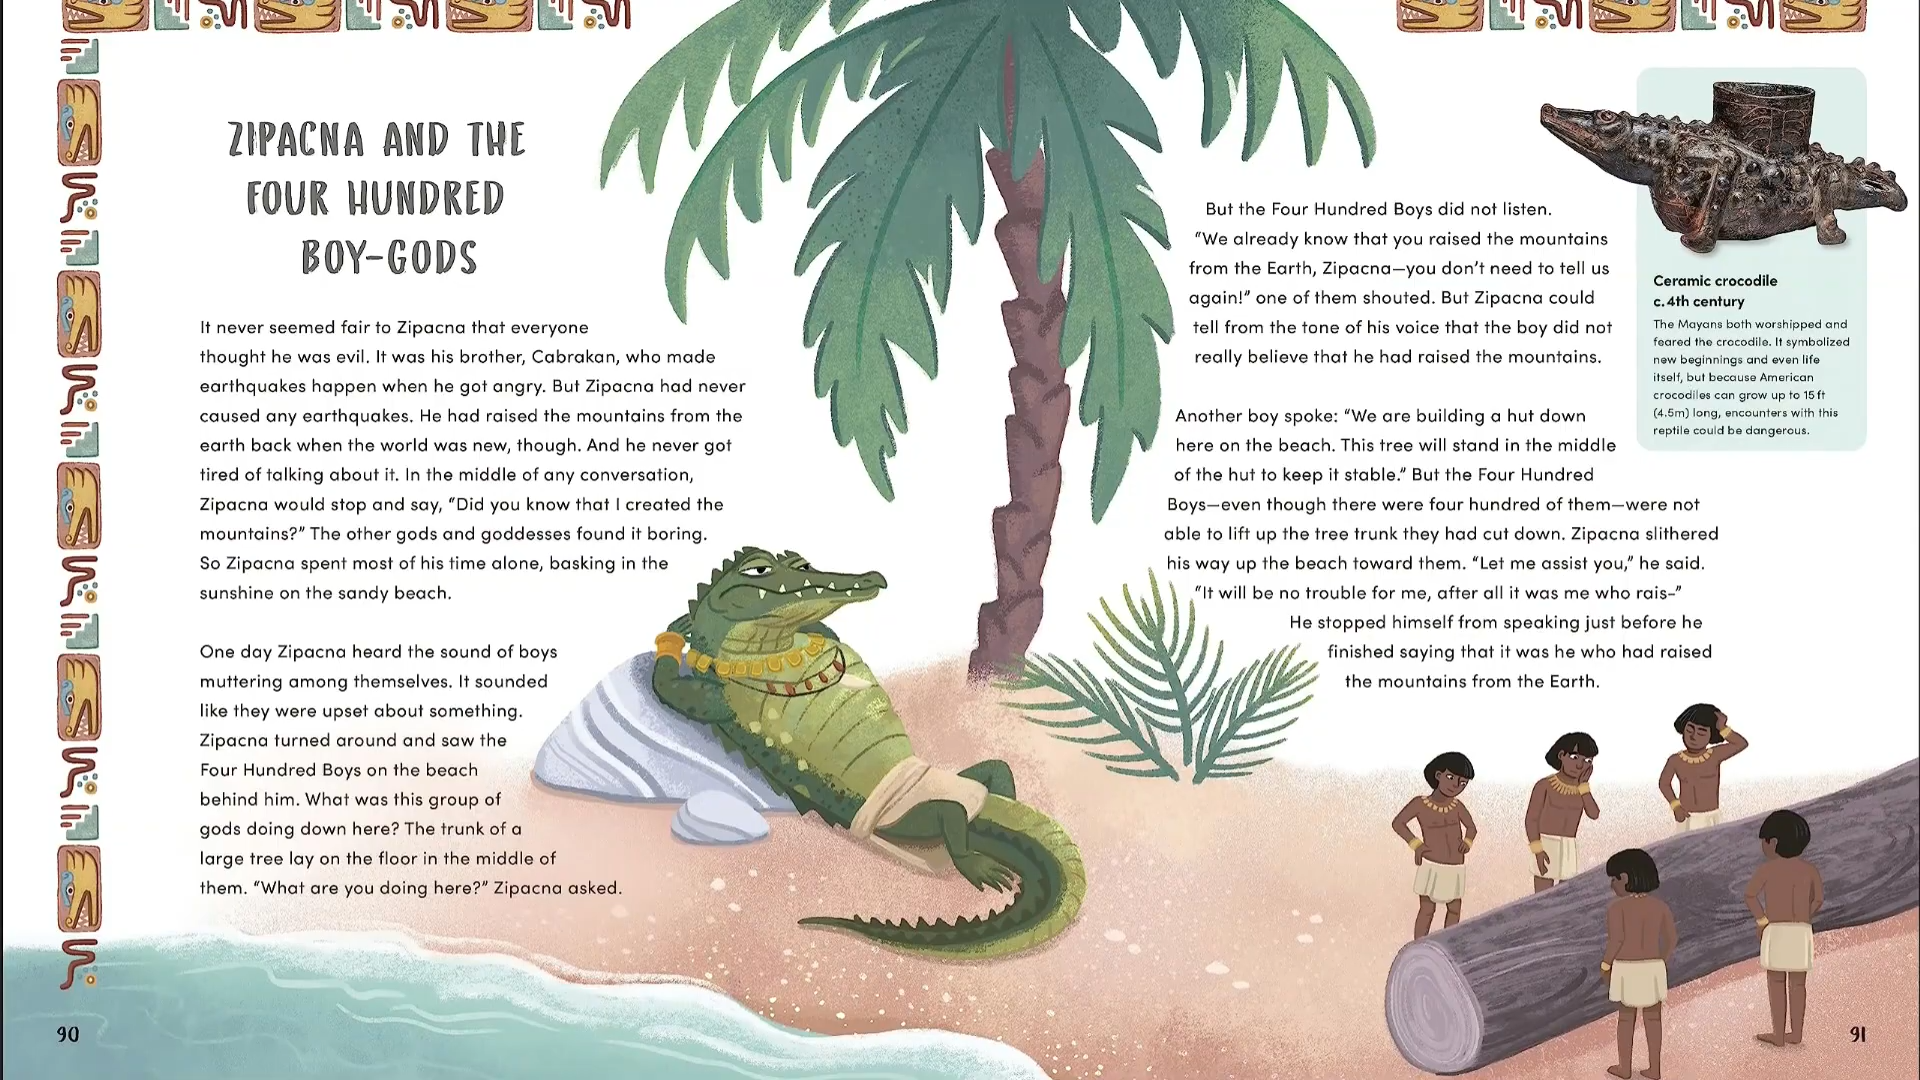 ZIPACNA AND THE
FOUR HUNDRED
BOY-GODS
It never seemed fair to Zipacna that everyone
thought he was evil. It was his brother, Cabrakan, who made
earthquakes happen when he got angry. But Zipacna had never
caused any earthquakes. He had raised the mountains from the
earth back when the world was new, though. And he never got
tired of talking about it. In the middle of any conversation,
Zipacna would stop and say, “Did you know that I created the
mountains?” The other gods and goddesses found it boring.
So Zipacna spent most of his time alone, basking in the
sunshine on the sandy beach.
One day Zipacna heard the sound of boys
muttering among themselves. It sounded
like they were upset about something.
Zipacna turned around and saw the
Four Hundred Boys on the beach
behind him. What was this group of
gods doing down here? The trunk of a
large tree lay on the floor in the middle of
them. “What are you doing here?” Zipacna asked.
90
But the Four Hundred Boys did not listen.
“We already know that you raised the mountains
from the Earth, Zipacna—you don’t need to tell us
again!” one of them shouted. But Zipacna could
tell from the tone of his voice that the boy did not
really believe that he had raised the mountains.
Another boy spoke: “We are building a hut down
here on the beach. This tree will stand in the middle
of the hut to keep it stable.” But the Four Hundred
Boys—even though there were four hundred of them—were not
able to lift up the tree trunk they had cut down. Zipacna slithered
his way up the beach toward them. “Let me assist you,” he said.
“It will be no trouble for me, after all it was me who rais-”
He stopped himself from speaking just before he
finished saying that it was he who had raised
the mountains from the Earth.
Ceramic crocodile
c. 4th century
The Mayans both worshipped and
feared the crocodile. It symbolized
new beginnings and even life
itself, but because American
crocodiles can grow up to 15 ft
(4.5m) long, encounters with this
reptile could be dangerous.
91